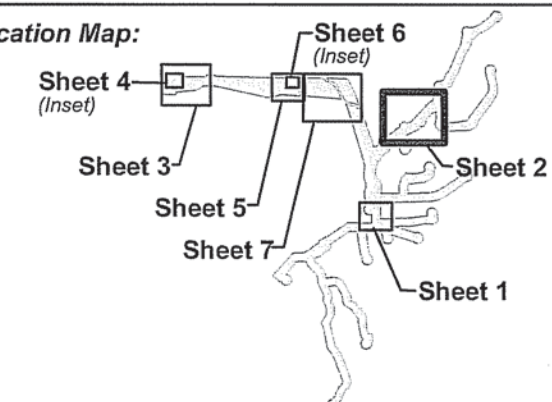 cation Map:
Sheet 6
(Inset)
Sheet 4
(Inset)
Sheet 3
Sheet 2
Sheet 5
Sheet 7
Sheet 1